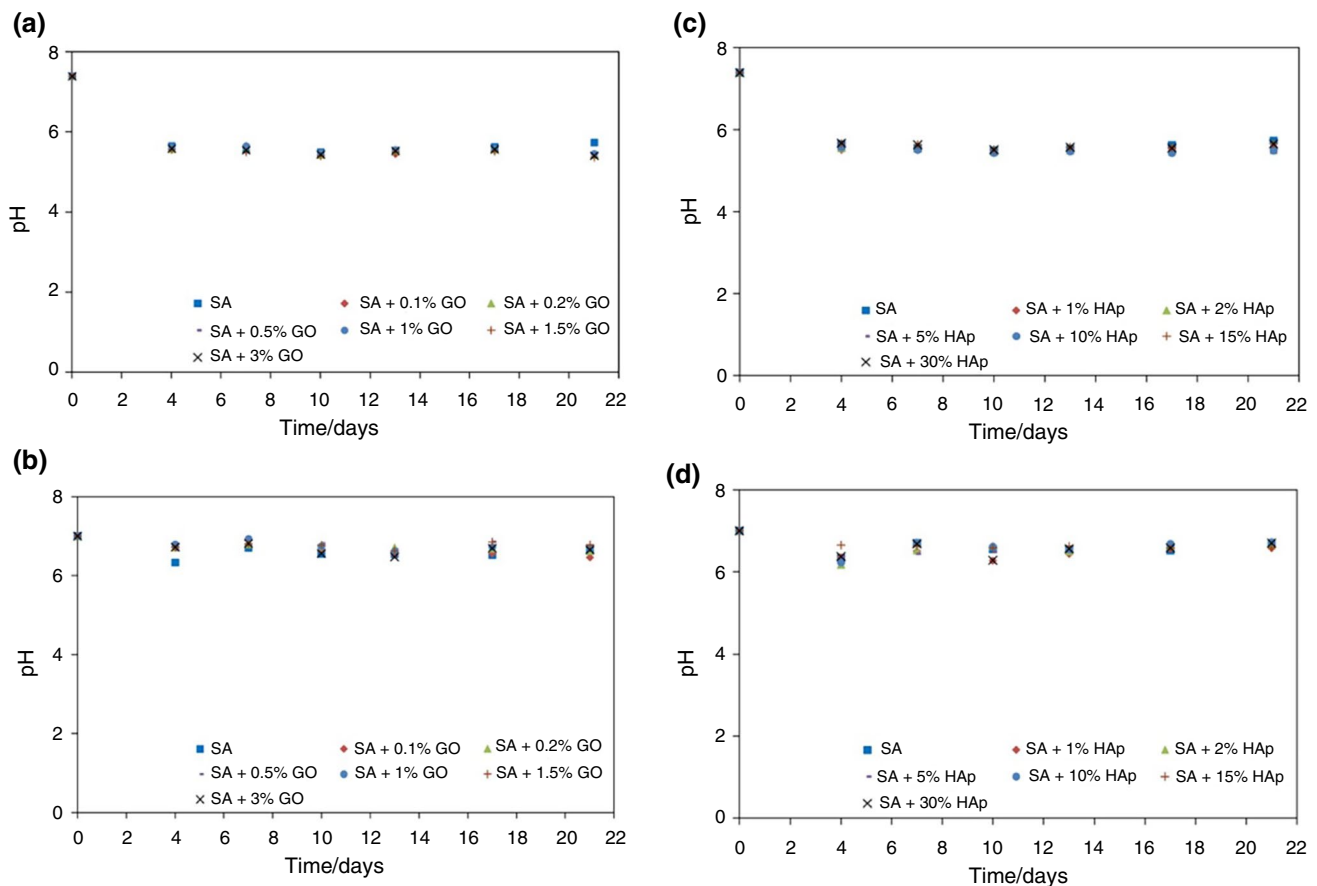 (a)
8
6
4
2
0
pH
SA
SA + 0.1% GO
SA + 0.2% GO
SA + 0.5% GO
SA + 1% GO
SA + 1.5% GO
SA + 3% GO
0 2 4 6 8 10 12 14 16 18 20 22
Time/days
(c)
8
6
4
2
0
pH
SA
SA + 1% HAp
SA + 2% HAp
SA + 5% HAp
SA + 10% HAp
SA + 15% HAp
SA + 30% HAp
0 2 4 6 8 10 12 14 16 18 20 22
Time/days
(b)
8
6
4
2
0
pH
SA
SA + 0.1% GO
SA + 0.2% GO
SA + 0.5% GO
SA + 1% GO
SA + 1.5% GO
SA + 3% GO
0 2 4 6 8 10 12 14 16 18 20 22
Time/days
(d)
8
6
4
2
0
pH
SA
SA + 1% HAp
SA + 2% HAp
SA + 5% HAp
SA + 10% HAp
SA + 15% HAp
SA + 30% HAp
0 2 4 6 8 10 12 14 16 18 20 22
Time/days